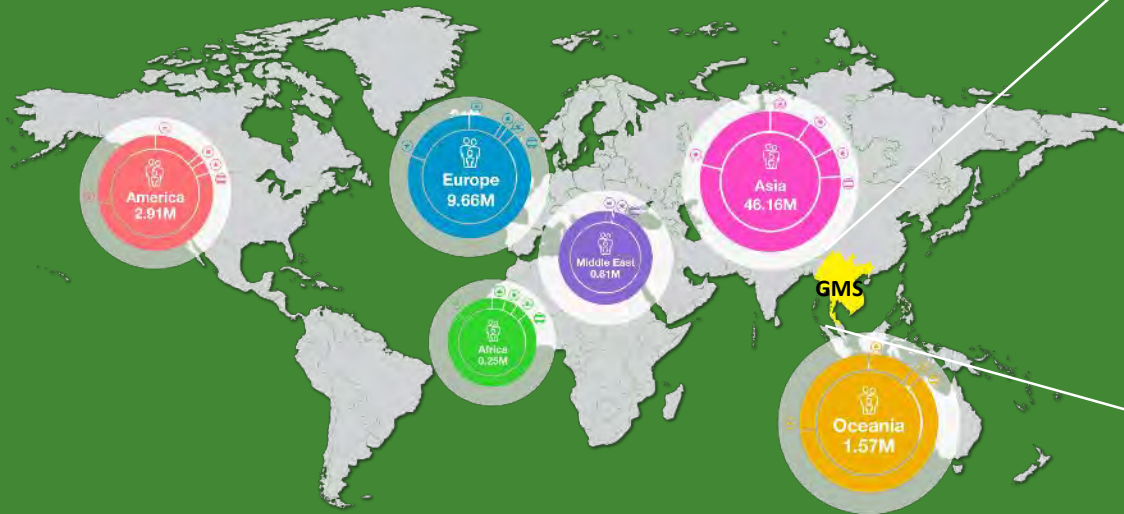 America
2.91M
Europe
9.66M
Asia
46.16M
Middle East
0.81M
GMS
Africa
0.25M
Oceania
1.57M